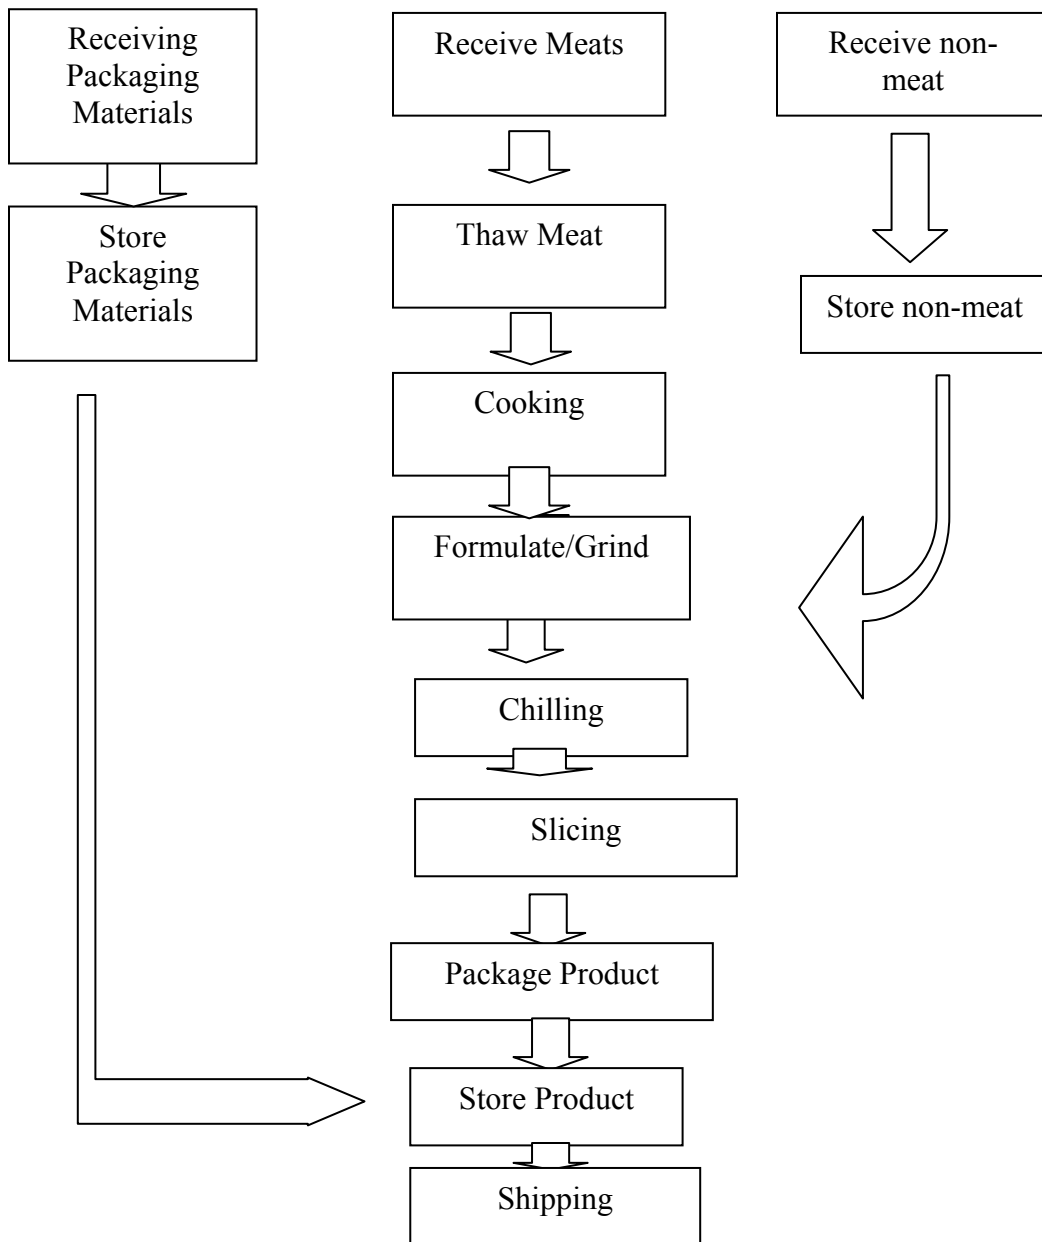 Receiving
Packaging
Materials
Receive Meats
Receive non-
meat
Store
Packaging
Materials
Thaw Meat
Store non-meat
Cooking
Formulate/Grind
Chilling
Slicing
Package Product
Store Product
Shipping